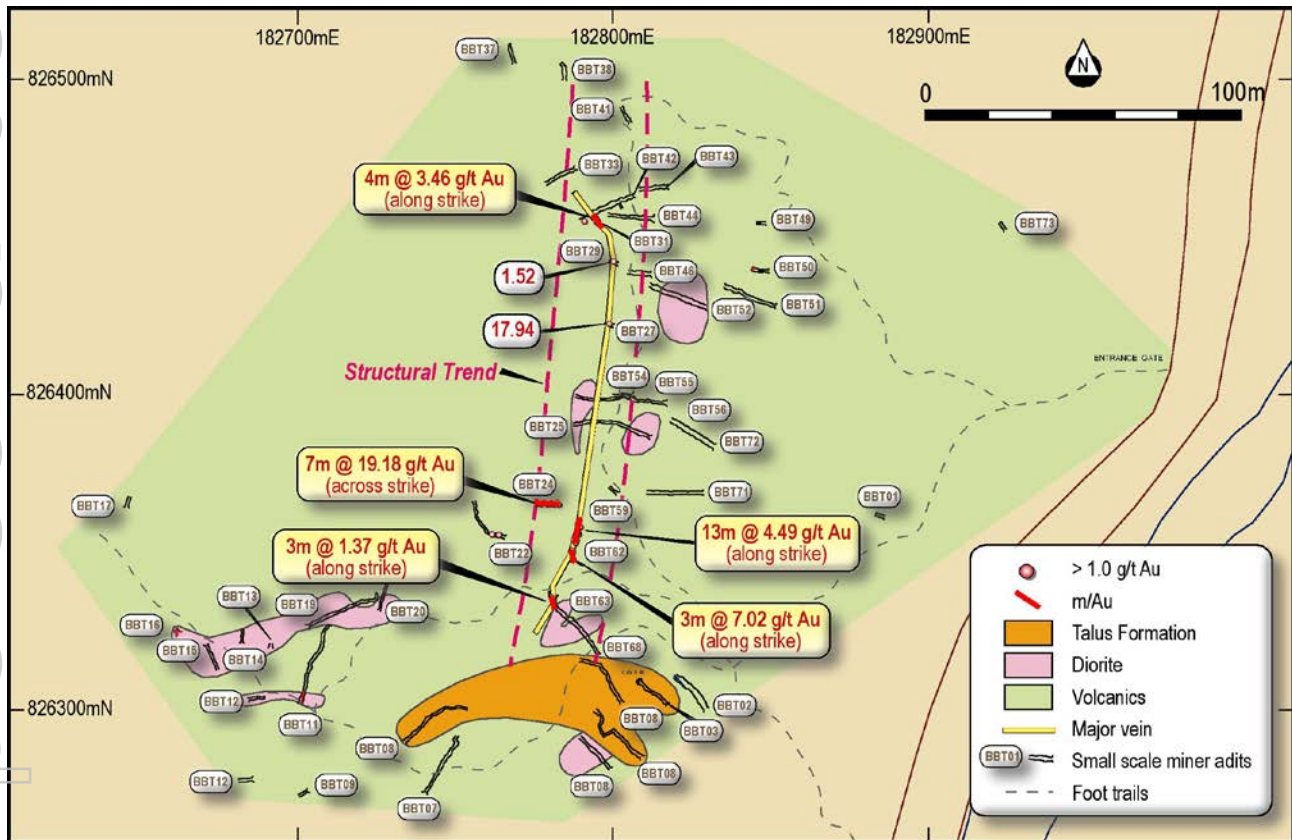 182700mE
182800mE
182900mE
BBT37
826500mN
BBT38
N
0
100m
BBT41
BBT33
BBT42
BBT43
4m @ 3.46 g/t Au
(along strike)
BBT44
BBT49
BBT73
BBT31
BBT29
1.52
BBT46
BBT50
BBT52
BBT51
17.94
BBT27
ENTRANCE GATE
Structural Trend
BBT54
BBT55
826400mN
BBT56
BBT25
BBT72
7m @ 19.18 g/t Au
(across strike)
BBT24
BBT71
BBT17
BBT01
BBT59
3m @ 1.37 g/t Au
(along strike)
BBT22
BBT62
13m @ 4.49 g/t Au
(along strike)
BBT13
BBT19
BBT20
BBT63
BBT16
3m @ 7.02 g/t Au
(along strike)
BBT15
BBT14
BBT68
BBT12
826300mN
BBT11
BBT08
BBT03
BBT02
BBT08
BBT08
BBT08
BBT12
BBT09
BBT07
> 1.0 g/t Au
m/Au
Talus Formation
Diorite
Volcanics
Major vein
BBT01
Small scale miner adits
Foot trails